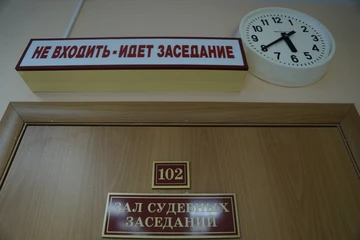 НЕ ВХОДИТЬ - ИДЕТ ЗАСЕДАНИЕ
102
ЗАЛ СУДЕБНЫХ
ЗАСЕДАНИЙ